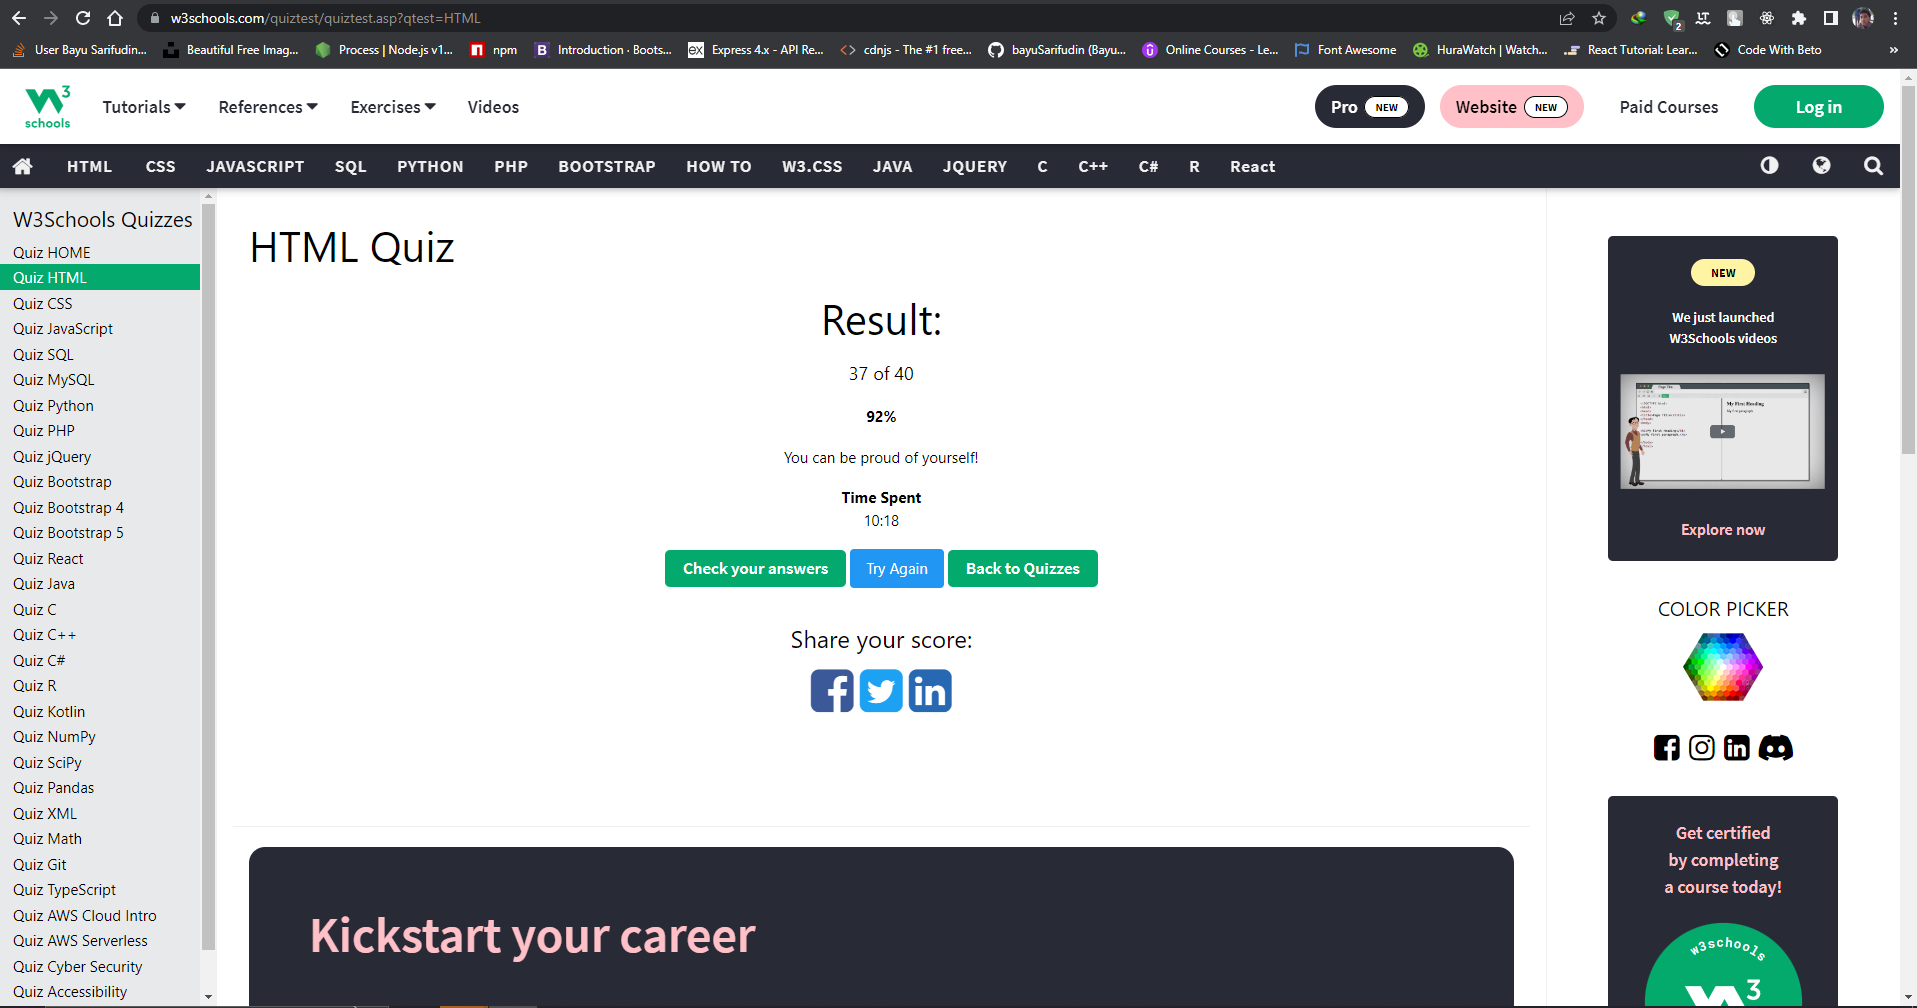 w3schools.com/quiztest/quiztest.asp?qtest=HTML
2
User Bayu Sarifudin...
Beautiful Free Imag...
Process | Node.js v1...
npm
Introduction · Boots...
Express 4.x - API Re...
cdnjs - The #1 free...
bayuSarifudin (Bayu...
Online Courses - Le...
Font Awesome
HuraWatch | Watch...
React Tutorial: Lear...
Code With Beto
»
W3 schools
Tutorials
References
Exercises
Videos
Pro NEW
Website NEW
Paid Courses
Log in
HTML
CSS
JAVASCRIPT
SQL
PYTHON
PHP
BOOTSTRAP
HOW TO
W3.CSS
JAVA
JQUERY
C
C++
C#
R
React
W3Schools Quizzes
Quiz HOME
Quiz HTML
Quiz CSS
Quiz JavaScript
Quiz SQL
Quiz MySQL
Quiz Python
Quiz PHP
Quiz jQuery
Quiz Bootstrap
Quiz Bootstrap 4
Quiz Bootstrap 5
Quiz React
Quiz Java
Quiz C
Quiz C++
Quiz C#
Quiz R
Quiz Kotlin
Quiz NumPy
Quiz SciPy
Quiz Pandas
Quiz XML
Quiz Math
Quiz Git
Quiz TypeScript
Quiz AWS Cloud Intro
Quiz AWS Serverless
Quiz Cyber Security
Quiz Accessibility
HTML Quiz
Result:
37 of 40
92%
You can be proud of yourself!
Time Spent
10:18
Check your answers
Try Again
Back to Quizzes
Share your score:
Kickstart your career
NEW
We just launched
W3Schools videos
My First Heading
Explore now
COLOR PICKER
Get certified
by completing
a course today!
w3schools
W3